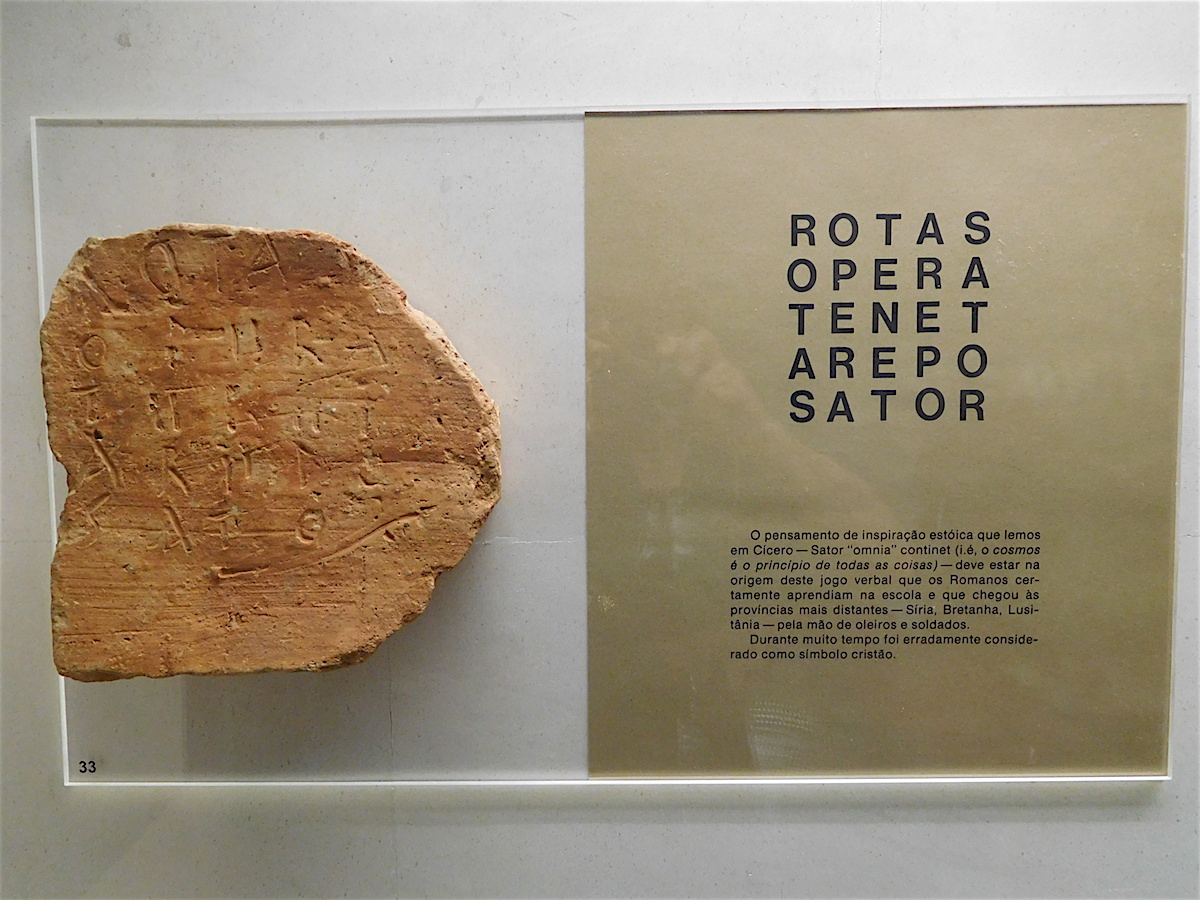 ROTA
SATO
33
ROTAS
OPERA
TENET
AREPO
SATOR
O pensamento de inspiração estóica que lemos
em Cícero — Sator "omnia" continet (i.é, o cosmos
é o princípio de todas as coisas) — deve estar na
origem deste jogo verbal que os Romanos cer-
tamente aprendiam na escola e que chegou às
províncias mais distantes — Síria, Bretanha, Lusi-
tânia — pela mão de oleiros e soldados.
Durante muito tempo foi erradamente conside-
rado como símbolo cristão.